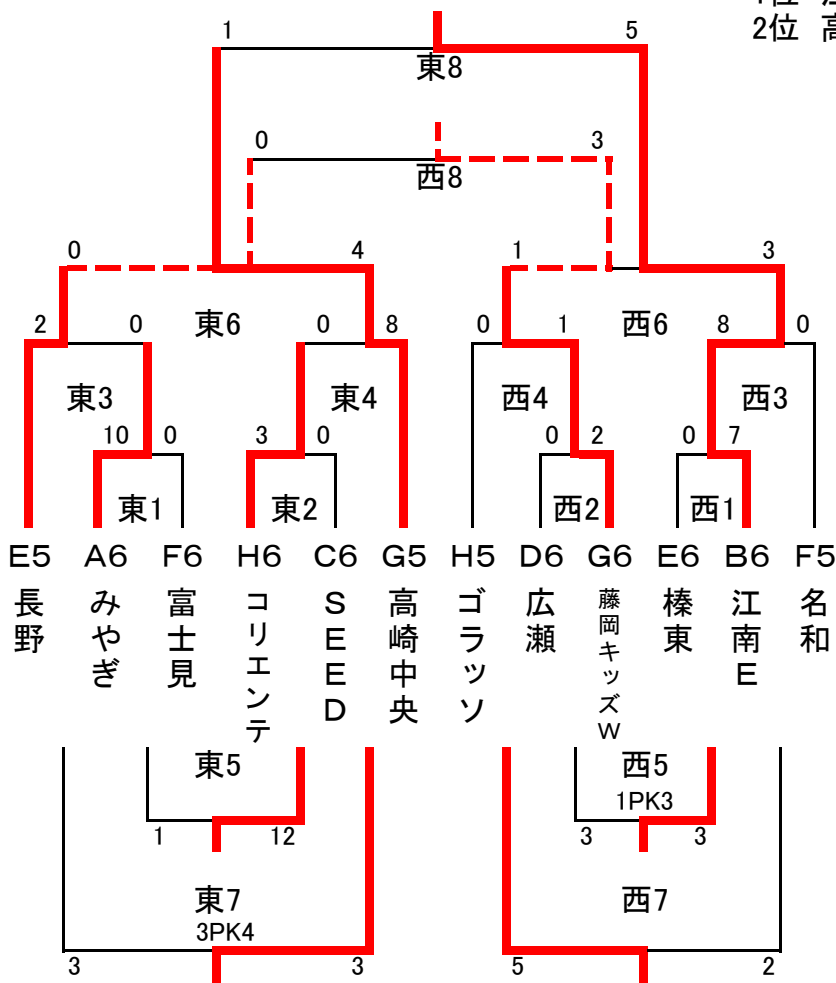 2位 高
1 5
東8
0 3
西8
0 4 1 3
2 0 東6 0 8 0 1 西6 8 0
東3 東4 西4 西3
10 0 3 0 0 2 0 7
東1 東2 西2 西1
E5 A6 F6 H6 C6 G5 H5 D6 G6 E6 B6 F5
長野
みやぎ
富士見
コリエンテ
SEED
高崎中央
ゴラッソ
広瀬
藤岡キッズW
榛東
江南E
名和
東5 西5
1PK3
1 12 3 3
東7 西7
3PK4
3 3 5 2